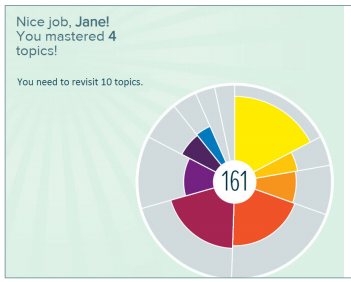 Nice job, Jane!
You mastered 4
topics!
You need to revisit 10 topics.
161